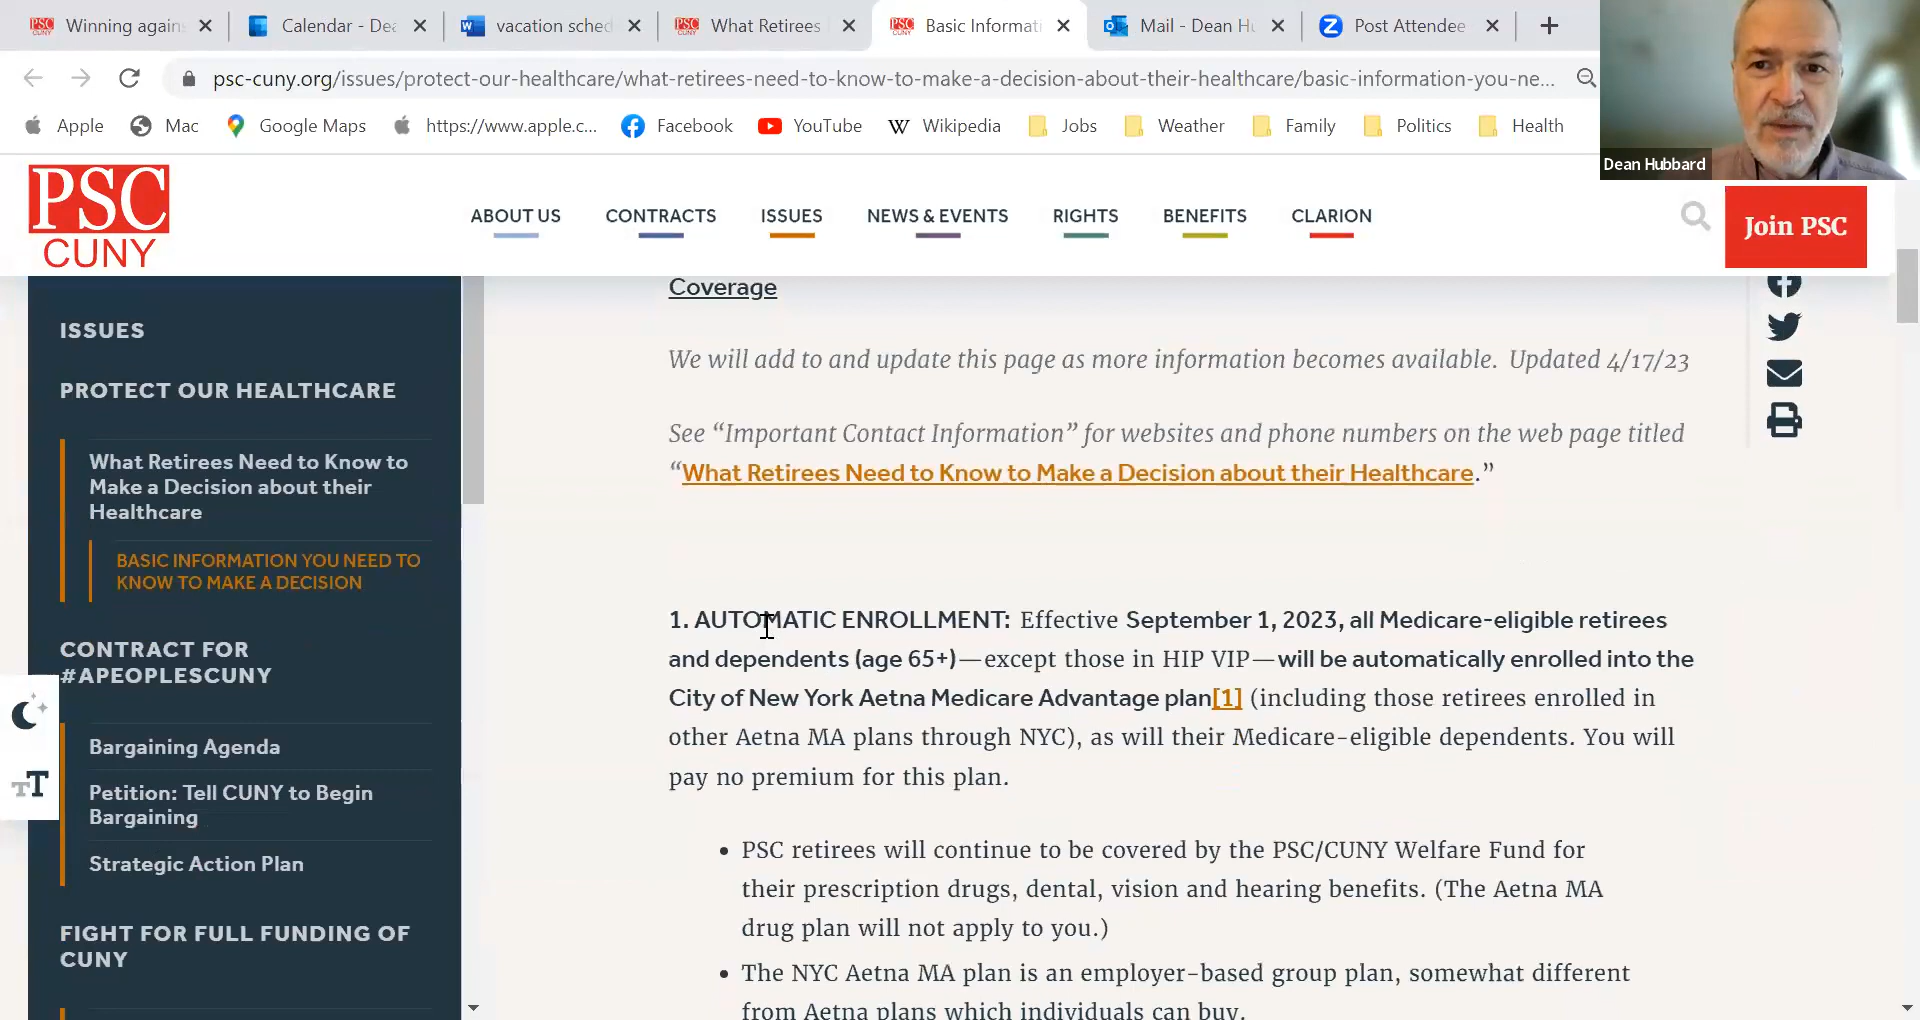 Winning agains
Calendar - Dea
vacation sched
What Retirees
Basic Informati
Mail - Dean Hu
Post Attendee
psc-cuny.org/issues/protect-our-healthcare/what-retirees-need-to-know-to-make-a-decision-about-their-healthcare/basic-information-you-ne...
Apple
Mac
Google Maps
https://www.apple.c...
Facebook
YouTube
W Wikipedia
Jobs
Weather
Family
Politics
Health
Dean Hubbard
PSC
CUNY
ABOUT US
CONTRACTS
ISSUES
NEWS & EVENTS
RIGHTS
BENEFITS
CLARION
Join PSC
ISSUES
PROTECT OUR HEALTHCARE
What Retirees Need to Know to
Make a Decision about their
Healthcare
BASIC INFORMATION YOU NEED TO
KNOW TO MAKE A DECISION
CONTRACT FOR
#APEOPLESCUNY
Bargaining Agenda
Petition: Tell CUNY to Begin
Bargaining
Strategic Action Plan
FIGHT FOR FULL FUNDING OF
CUNY
TT
Coverage
We will add to and update this page as more information becomes available. Updated 4/17/23
See “Important Contact Information” for websites and phone numbers on the web page titled
“What Retirees Need to Know to Make a Decision about their Healthcare.”
1. AUTOMATIC ENROLLMENT: Effective September 1, 2023, all Medicare-eligible retirees
and dependents (age 65+)—except those in HIP VIP—will be automatically enrolled into the
City of New York Aetna Medicare Advantage plan[1] (including those retirees enrolled in
other Aetna MA plans through NYC), as will their Medicare-eligible dependents. You will
pay no premium for this plan.
• PSC retirees will continue to be covered by the PSC/CUNY Welfare Fund for
their prescription drugs, dental, vision and hearing benefits. (The Aetna MA
drug plan will not apply to you.)
• The NYC Aetna MA plan is an employer-based group plan, somewhat different
from Aetna plans which individuals can buy.